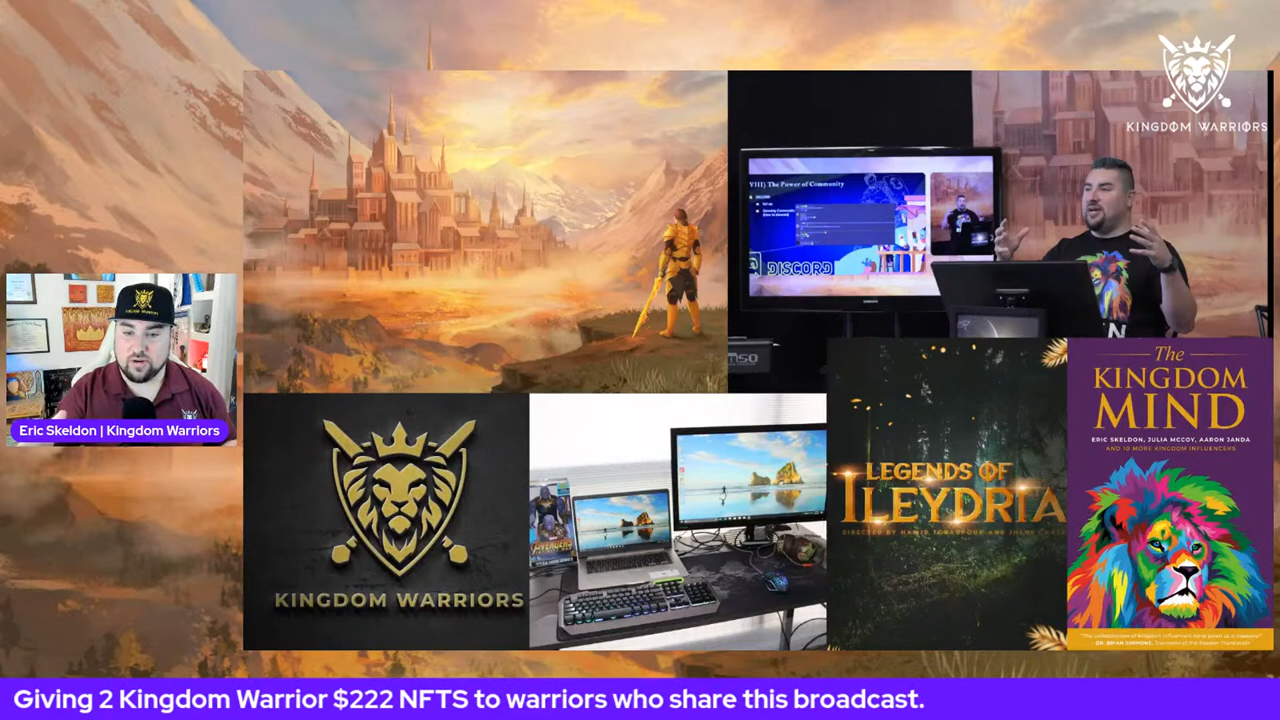 KINGDOM WARRIORS
VIII) The Power of Community
DISCORD
Eric Skeldon | KIngdom Warriors
KINGDOM WARRIORS
AVENGERS
LEGENDS OF
ILEYDRIA
The
KINGDOM
MIND
ERIC SKELDON, JULIA MCCOY, AARON JANDA
AND 10 MORE KINGDOM INFLUENCERS
Giving 2 Kingdom Warrior $222 NFTS to warriors who share this broadcast.